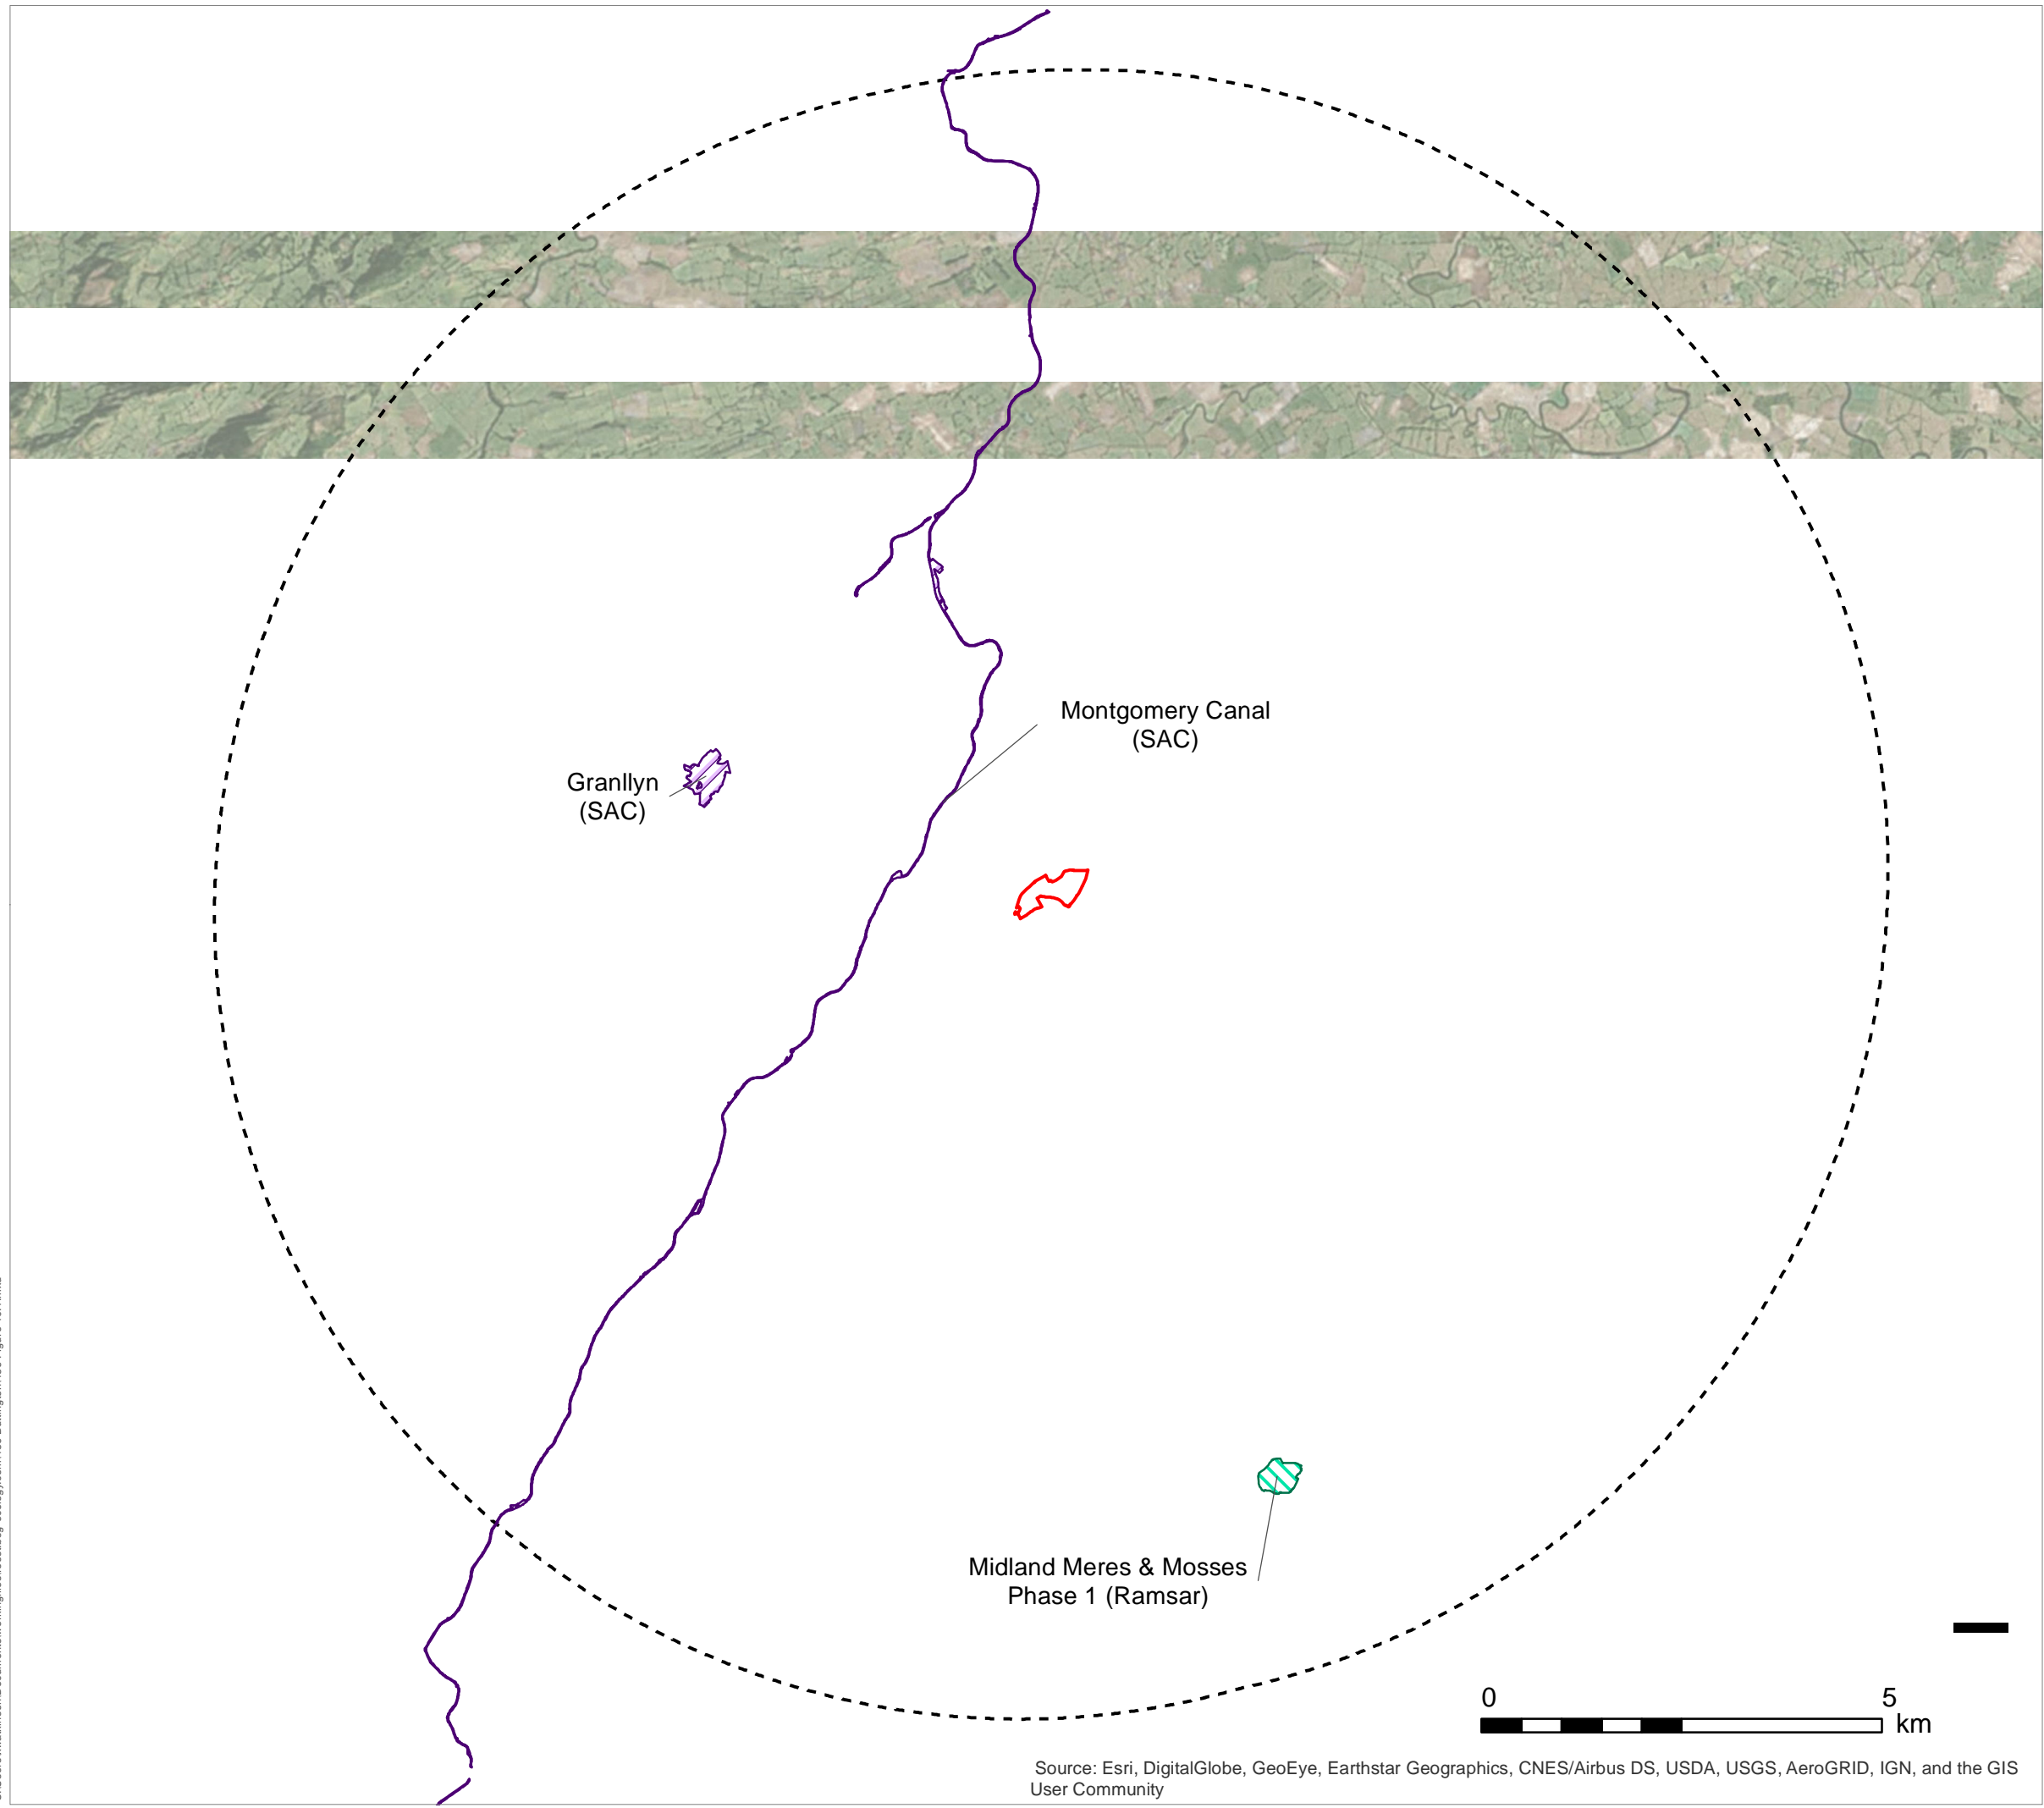 Montgomery Canal
(SAC)
Granllyn
(SAC)
Midland Meres & Mosses
Phase 1 (Ramsar)
0 5
km
Source: Esri, DigitalGlobe, GeoEye, Earthstar Geographics, CNES/Airbus DS, USDA, USGS, AeroGRID, IGN, and the GIS
User Community